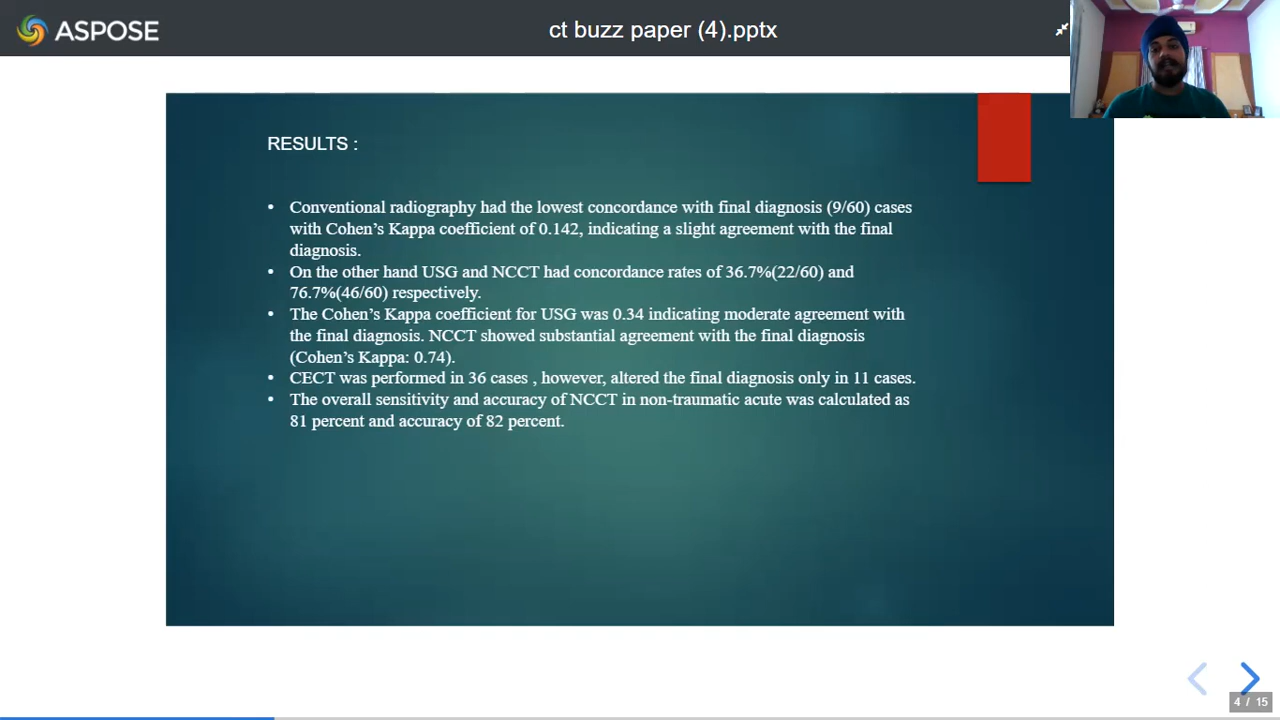 ASPOSE
ct buzz paper (4).pptx
RESULTS :
• Conventional radiography had the lowest concordance with final diagnosis (9/60) cases
with Cohen’s Kappa coefficient of 0.142, indicating a slight agreement with the final
diagnosis.
• On the other hand USG and NCCT had concordance rates of 36.7%(22/60) and
76.7%(46/60) respectively.
• The Cohen’s Kappa coefficient for USG was 0.34 indicating moderate agreement with
the final diagnosis. NCCT showed substantial agreement with the final diagnosis
(Cohen’s Kappa: 0.74).
• CECT was performed in 36 cases , however, altered the final diagnosis only in 11 cases.
• The overall sensitivity and accuracy of NCCT in non-traumatic acute was calculated as
81 percent and accuracy of 82 percent.
4 / 15